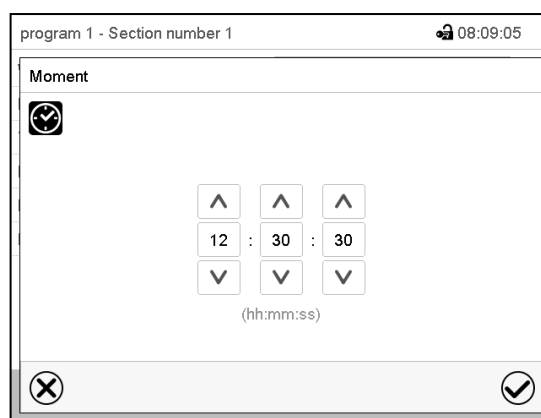 program 1 - Section number 1 08:09:05
Moment
12 : 30 : 30
(hh:mm:ss)